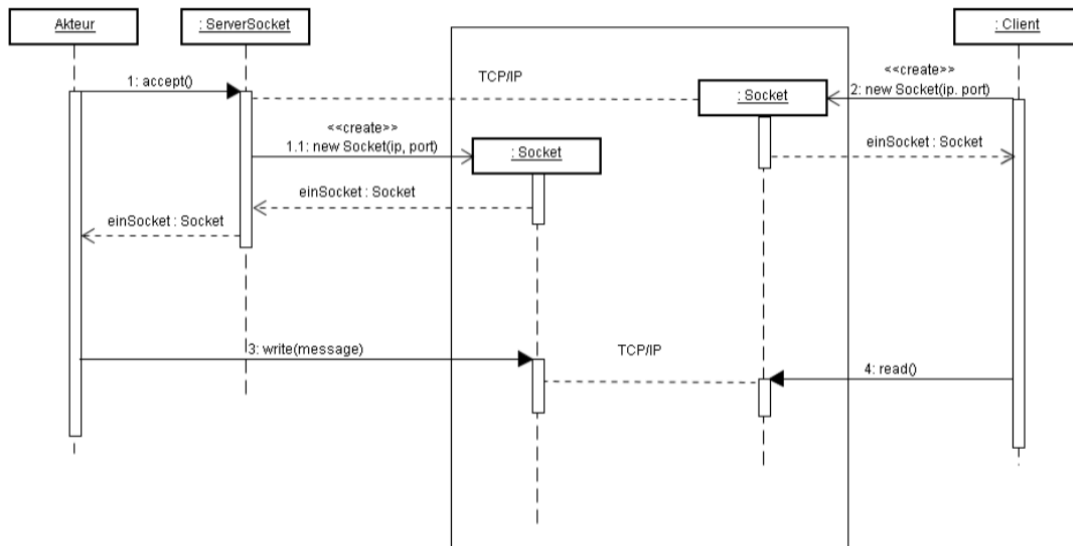 Akteur
: ServerSocket
: Client
<<create>>
TCP/IP
1: accept()
: Socket
2: new Socket(ip. port)
<<create>>
1.1: new Socket(ip, port)
: Socket
einSocket : Socket
einSocket : Socket
einSocket : Socket
3: write(message)
TCP/IP
4: read()